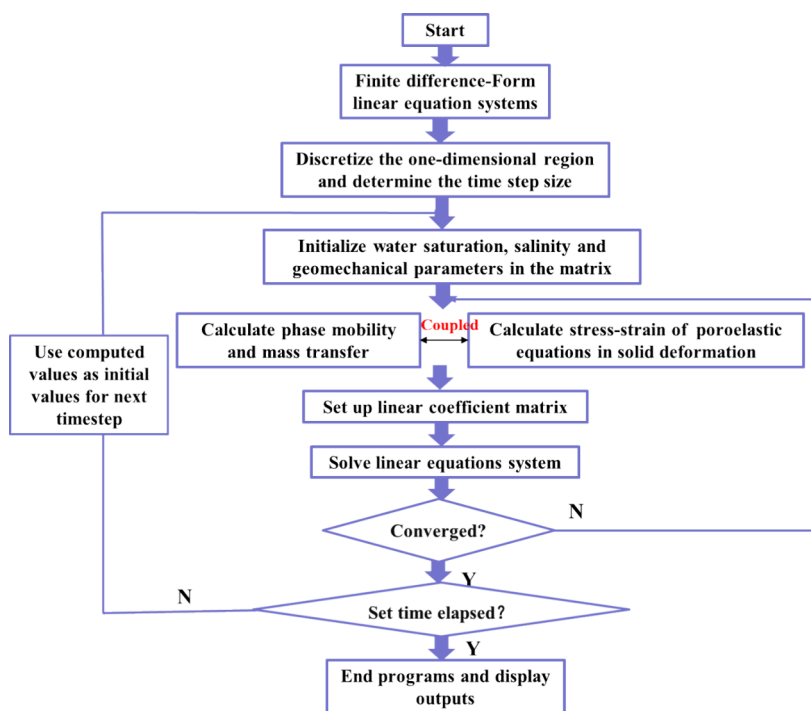 Start
Finite difference-Form
linear equation systems
Discretize the one-dimensional region
and determine the time step size
Initialize water saturation, salinity and
geomechanical parameters in the matrix
Calculate phase mobility
and mass transfer
Coupled
Calculate stress-strain of poroelastic
equations in solid deformation
Use computed
values as initial
values for next
timestep
Set up linear coefficient matrix
Solve linear equations system
Converged?
N
Y
Set time elapsed?
N
Y
End programs and display
outputs